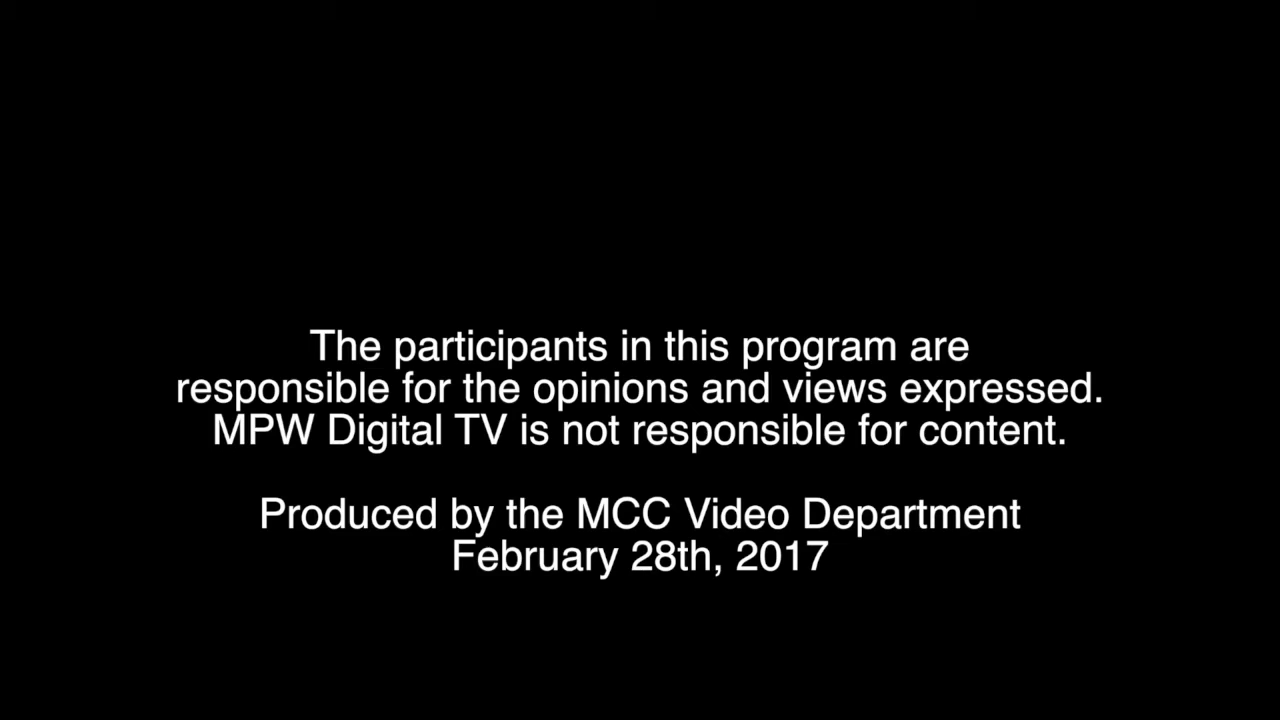 The participants in this program are
responsible for the opinions and views expressed.
MPW Digital TV is not responsible for content.
Produced by the MCC Video Department
February 28th, 2017